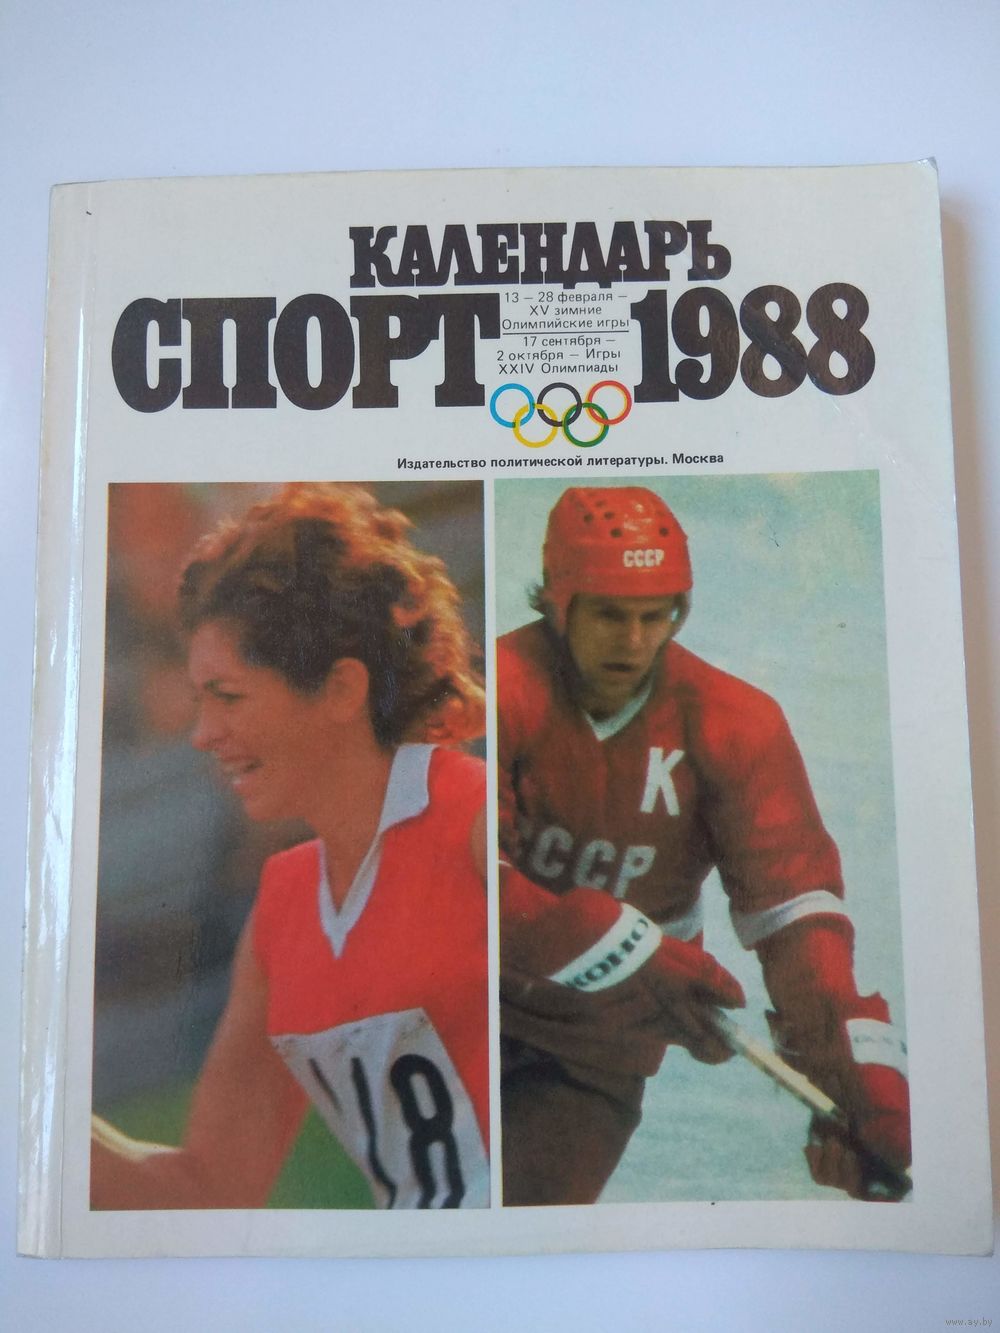 КАЛЕНДАРЬ
СПОРТ 1988
13 – 28 февраля –
XV зимние
Олимпийские игры
17 сентября –
2 октября – Игры
XXIV Олимпиады
Издательство политической литературы. Москва
СССР
К
СССР
КОНО
18
www.ay.by